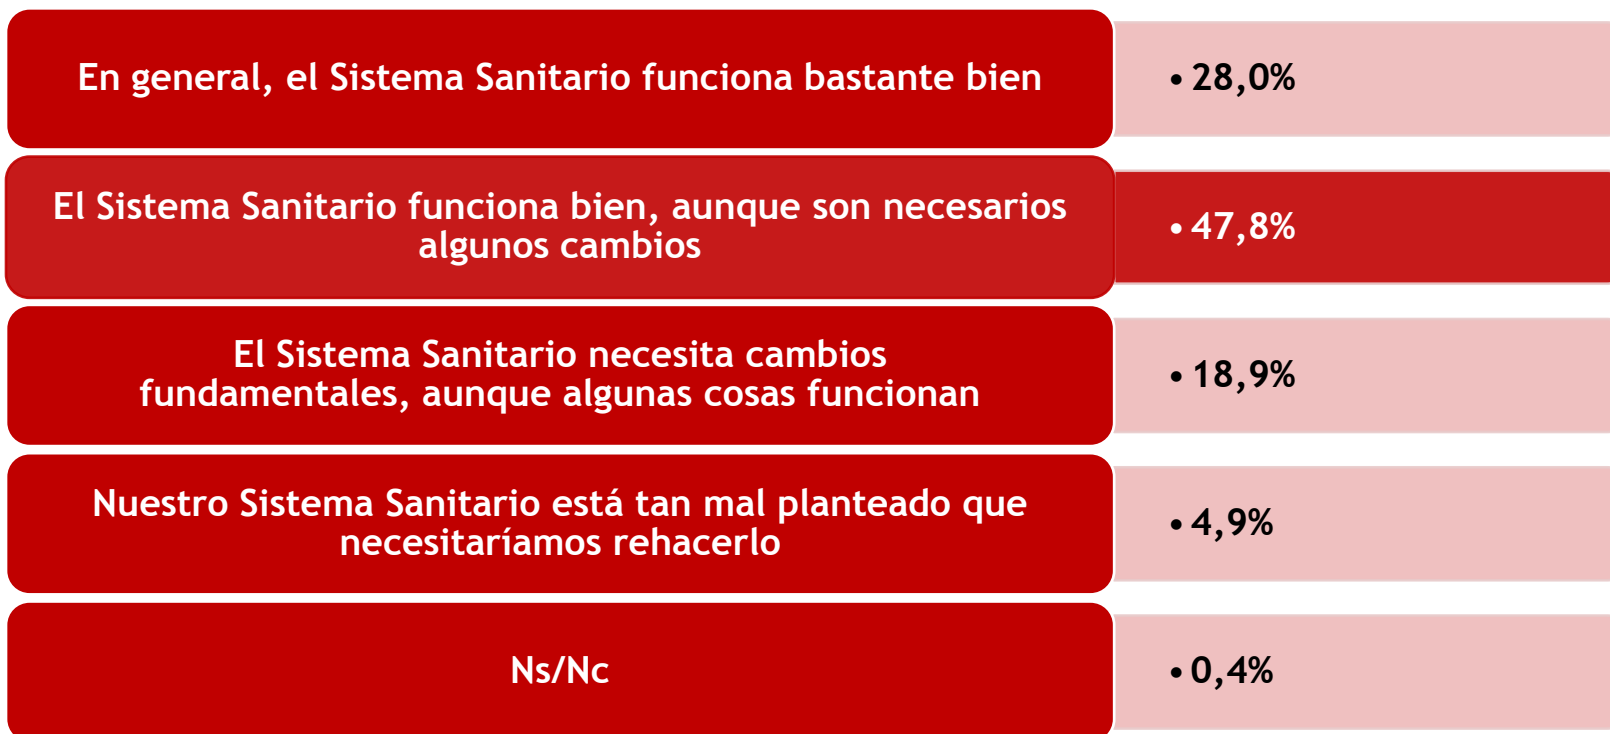 En general, el Sistema Sanitario funciona bastante bien
• 28,0%
El Sistema Sanitario funciona bien, aunque son necesarios
algunos cambios
• 47,8%
El Sistema Sanitario necesita cambios
fundamentales, aunque algunas cosas funcionan
• 18,9%
Nuestro Sistema Sanitario está tan mal planteado que
necesitaríamos rehacerlo
• 4,9%
Ns/Nc
• 0,4%